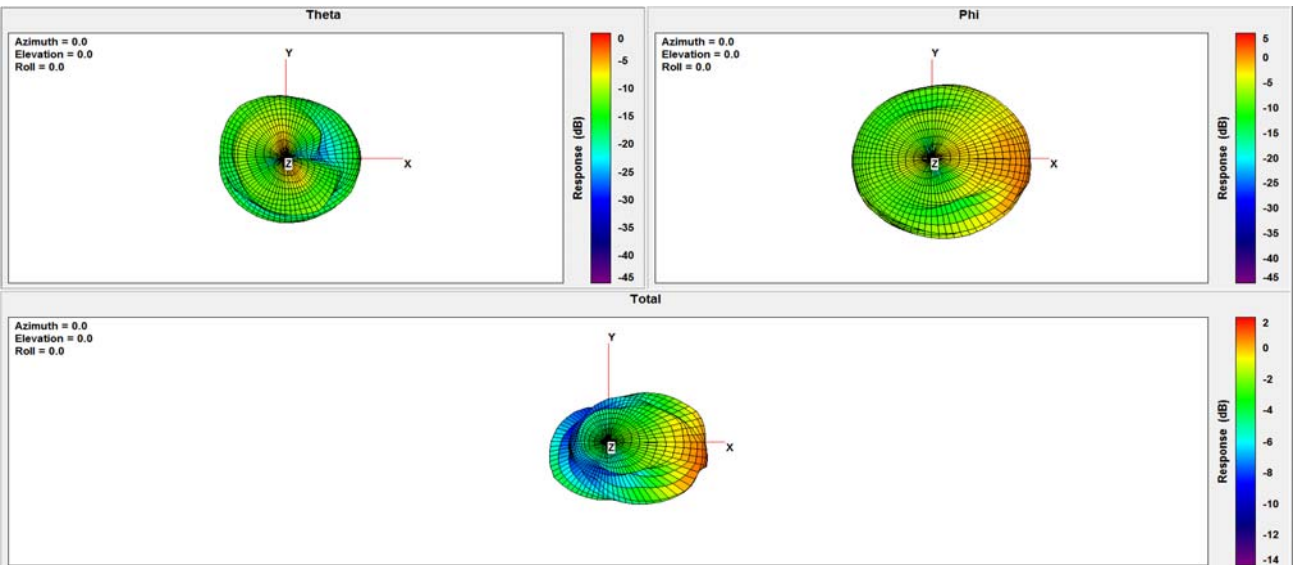 Theta
Azimuth = 0.0
Elevation = 0.0
Roll = 0.0
Y
X
Z
Response (dB)
0
-5
-10
-15
-20
-25
-30
-35
-40
-45
Phi
Azimuth = 0.0
Elevation = 0.0
Roll = 0.0
Y
X
Z
Response (dB)
5
0
-5
-10
-15
-20
-25
-30
-35
-40
-45
Total
Azimuth = 0.0
Elevation = 0.0
Roll = 0.0
Y
X
Z
Response (dB)
2
0
-2
-4
-6
-8
-10
-12
-14